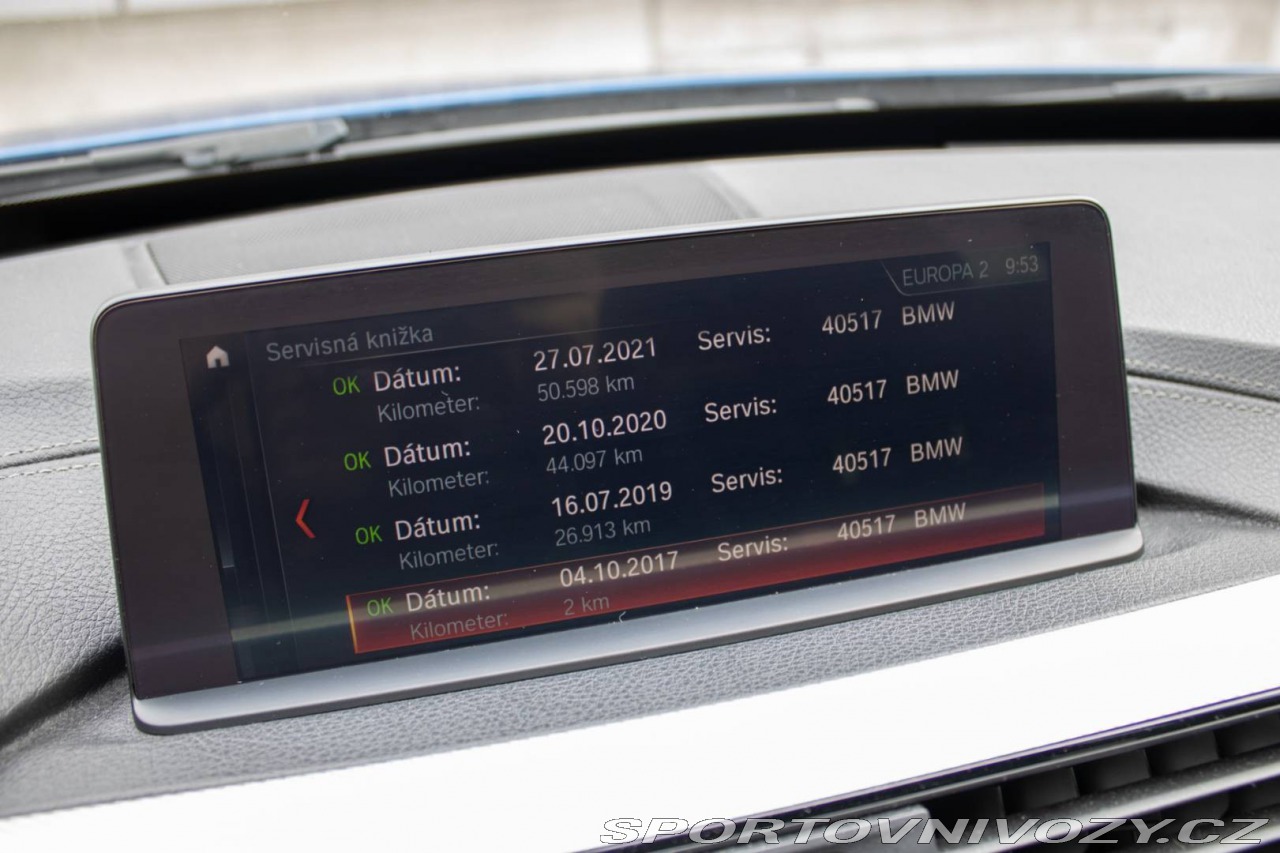 EUROPA 2 9:53
Servisná knižka
OK Dátum: 27.07.2021 Servis: 40517 BMW
Kilometer: 50.598 km
OK Dátum: 20.10.2020 Servis: 40517 BMW
Kilometer: 44.097 km
OK Dátum: 16.07.2019 Servis: 40517 BMW
Kilometer: 26.913 km
OK Dátum: 04.10.2017 Servis: 40517 BMW
Kilometer: 2 km
SPORTOVNIVOZY.CZ